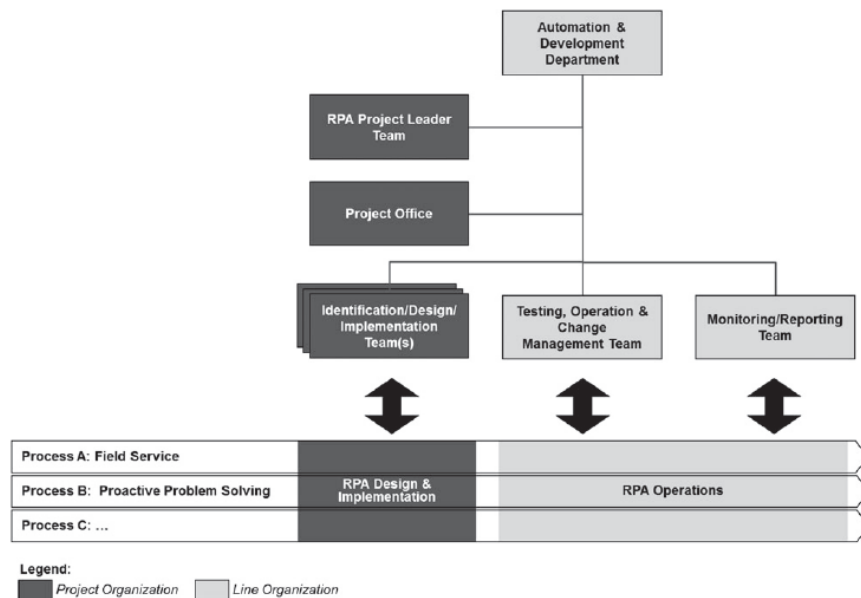 Automation &
Development
Department
RPA Project Leader
Team
Project Office
Identification/Design/
Implementation
Team(s)
Testing, Operation &
Change
Management Team
Monitoring/Reporting
Team
Process A: Field Service
Process B: Proactive Problem Solving
Process C: ...
RPA Design &
Implementation
RPA Operations
Legend:
Project Organization
Line Organization